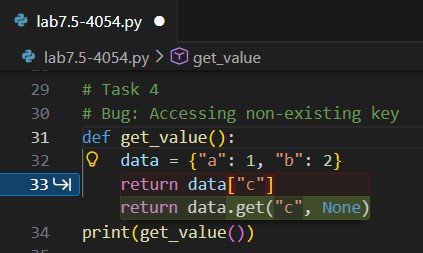 lab7.5-4054.py
lab7.5-4054.py > get_value
29 # Task 4
30 # Bug: Accessing non-existing key
31 def get_value():
32 data = {"a": 1, "b": 2}
33 return data["c"]
return data.get("c", None)
34 print(get_value())